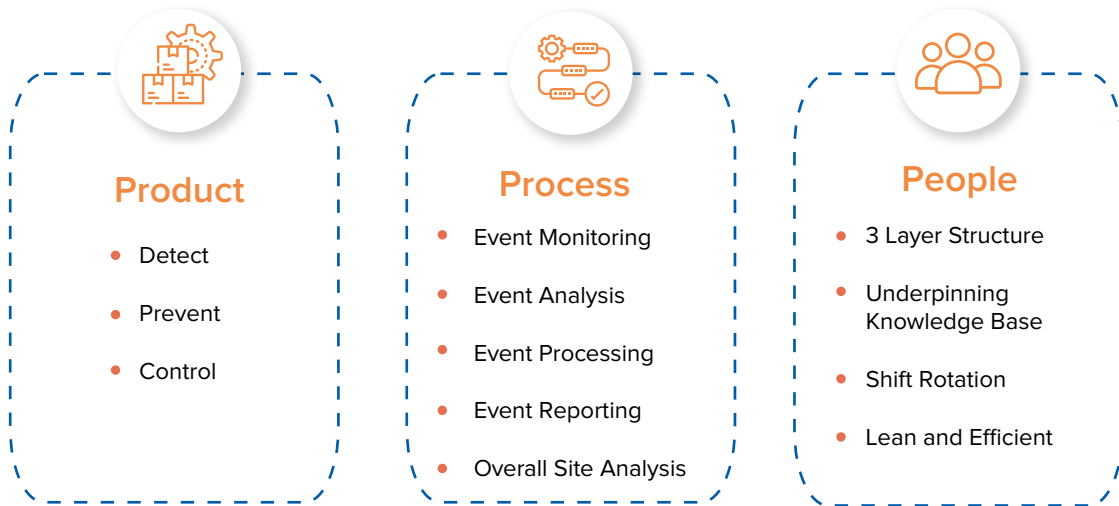 Product
Detect
Prevent
Control
Process
Event Monitoring
Event Analysis
Event Processing
Event Reporting
Overall Site Analysis
People
3 Layer Structure
Underpinning
Knowledge Base
Shift Rotation
Lean and Efficient